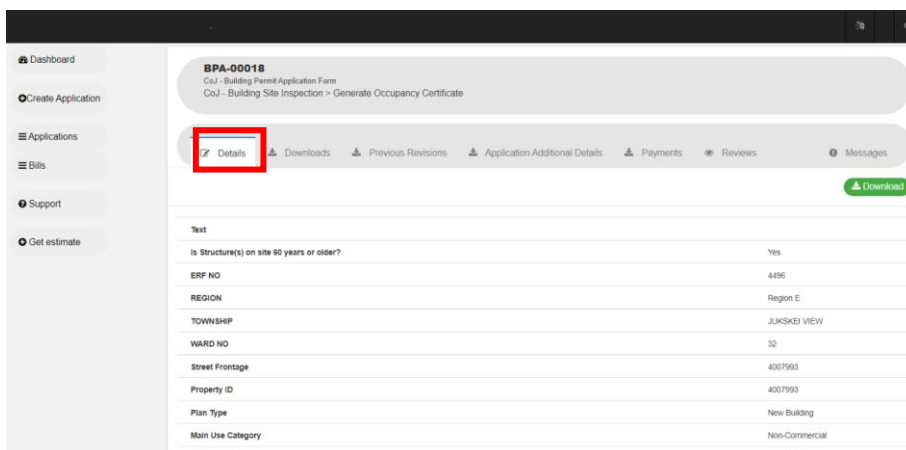 Dashboard
Create Application
Applications
Bills
Support
Get estimate
BPA-00018
CoJ - Building Permit Application Form
CoJ - Building Site Inspection > Generate Occupancy Certificate
Details Downloads Previous Revisions Application Additional Details Payments Reviews Messages
Download
Text
Is Structure(s) on site 60 years or older? Yes
ERF NO 4496
REGION Region E
TOWNSHIP JUKSKEI VIEW
WARD NO 32
Street Frontage 4007993
Property ID 4007993
Plan Type New Building
Main Use Category Non-Commercial